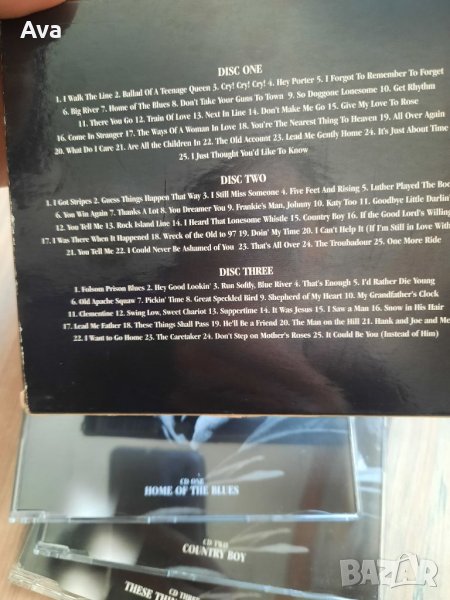 Ava
DISC ONE
1. I Walk The Line 2. Ballad Of A Teenage Queen 3. Cry! Cry! Cry! 4. Hey Porter 5. I Forgot To Remember To Forget
6. Big River 7. Home of The Blues 8. Don't Take Your Guns To Town 9. So Doggone Lonesome 10. Get Rhythm
11. There You Go 12. Train Of Love 13. Next In Line 14. Don't Make Me Go 15. Give My Love To Rose
16. Come In Stranger 17. The Ways Of A Woman In Love 18. You're The Nearest Thing To Heaven 19. All Over Again
20. What Do I Care 21. Are All the Children In 22. The Old Account 23. Lead Me Gently Home 24. It's Just About Time
25. I Just Thought You'd Like To Know
DISC TWO
1. I Got Stripes 2. Guess Things Happen That Way 3. I Still Miss Someone 4. Five Feet And Rising 5. Luther Played The Boo
6. You Win Again 7. Thanks A Lot 8. You Dreamer You 9. Frankie's Man, Johnny 10. Katy Too 11. Goodbye Little Darlin'
12. You Tell Me 13. Rock Island Line 14. I Heard That Lonesome Whistle 15. Country Boy 16. If the Good Lord's Willing
17. I Was There When It Happened 18. Wreck of the Old to 97 19. Doin' My Time 20. I Can't Help It (If I'm Still in Love With
21. You Tell Me 22. I Could Never Be Ashamed of You 23. That's All Over 24. The Troubadour 25. One More Ride
DISC THREE
1. Folsom Prison Blues 2. Hey Good Lookin' 3. Run Softly, Blue River 4. That's Enough 5. I'd Rather Die Young
6. Old Apache Squaw 7. Pickin' Time 8. Great Speckled Bird 9. Shepherd of My Heart 10. My Grandfather's Clock
11. Clementine 12. Swing Low, Sweet Chariot 13. Suppertime 14. It Was Jesus 15. I Saw a Man 16. Snow in His Hair
17. Lead Me Father 18. These Things Shall Pass 19. He'll Be a Friend 20. The Man on the Hill 21. Hank and Joe and Me
22. I Want to Go Home 23. The Caretaker 24. Don't Step on Mother's Roses 25. It Could Be You (Instead of Him)
CD ONE
HOME OF THE BLUES
CD TWO
COUNTRY BOY
CD THREE
THESE THIN
BAZAR